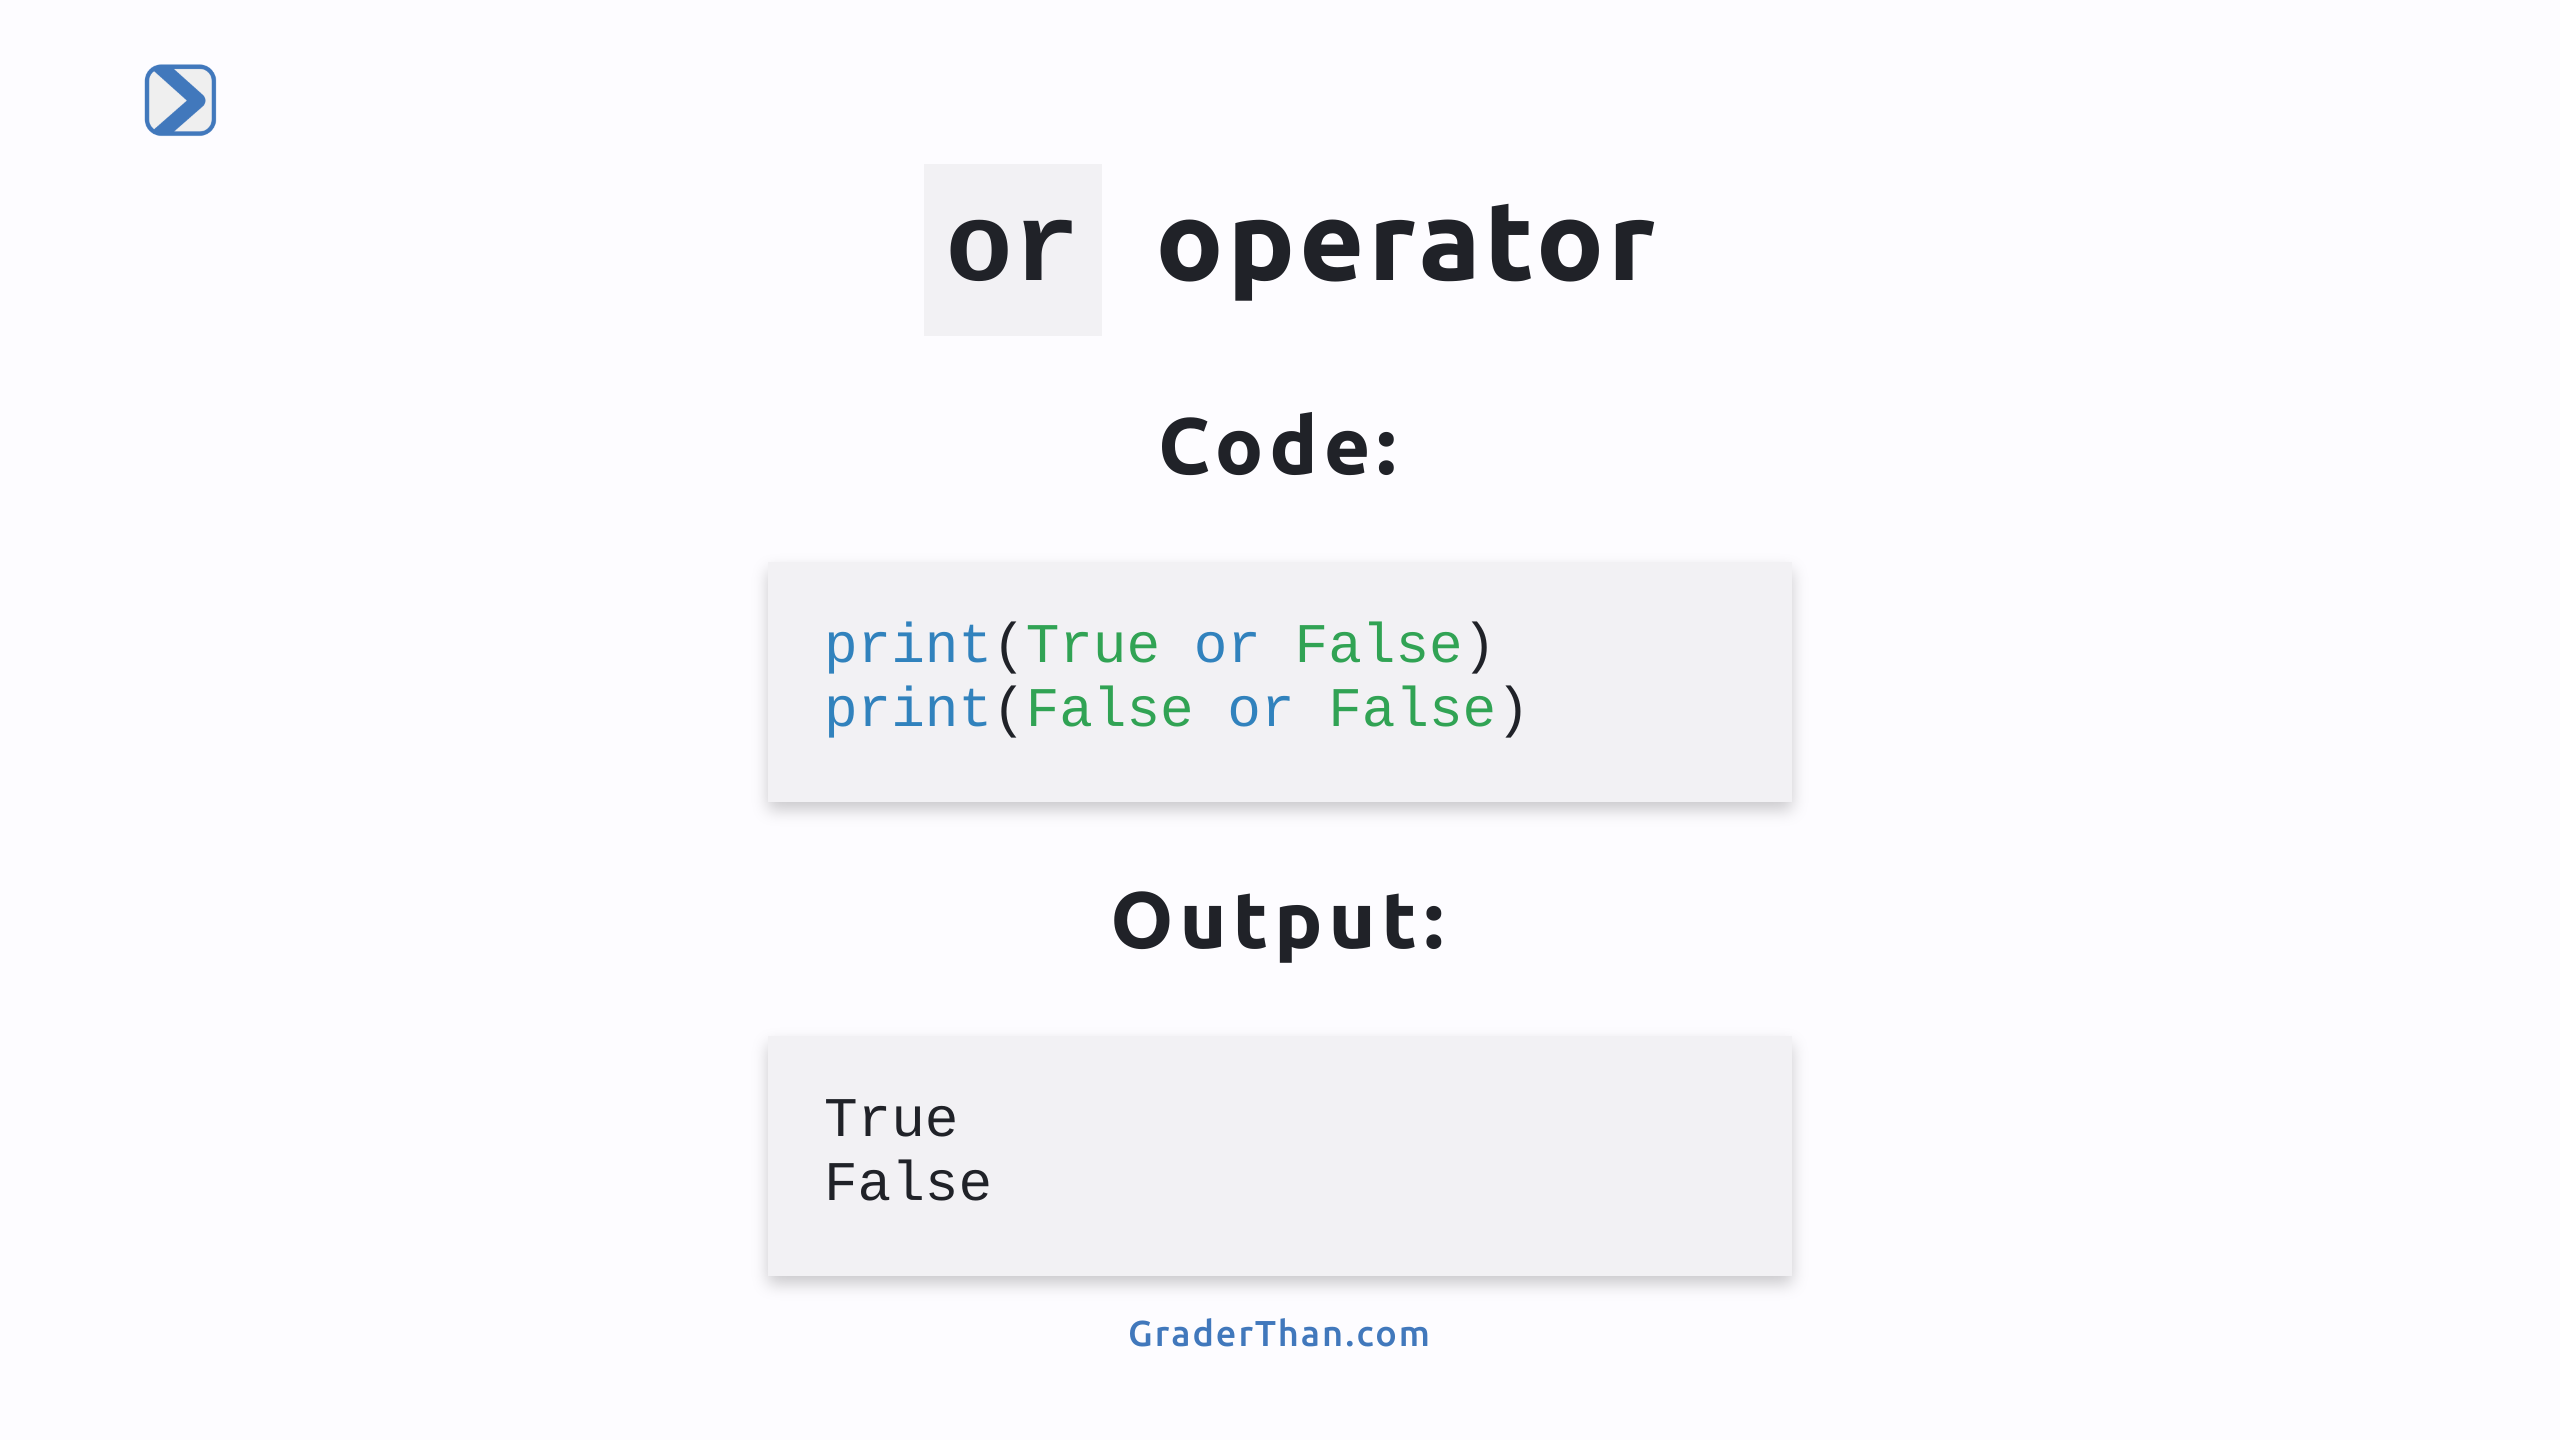 or operator
Code:
print(True or False)
print(False or False)
Output:
True
False
GraderThan.com